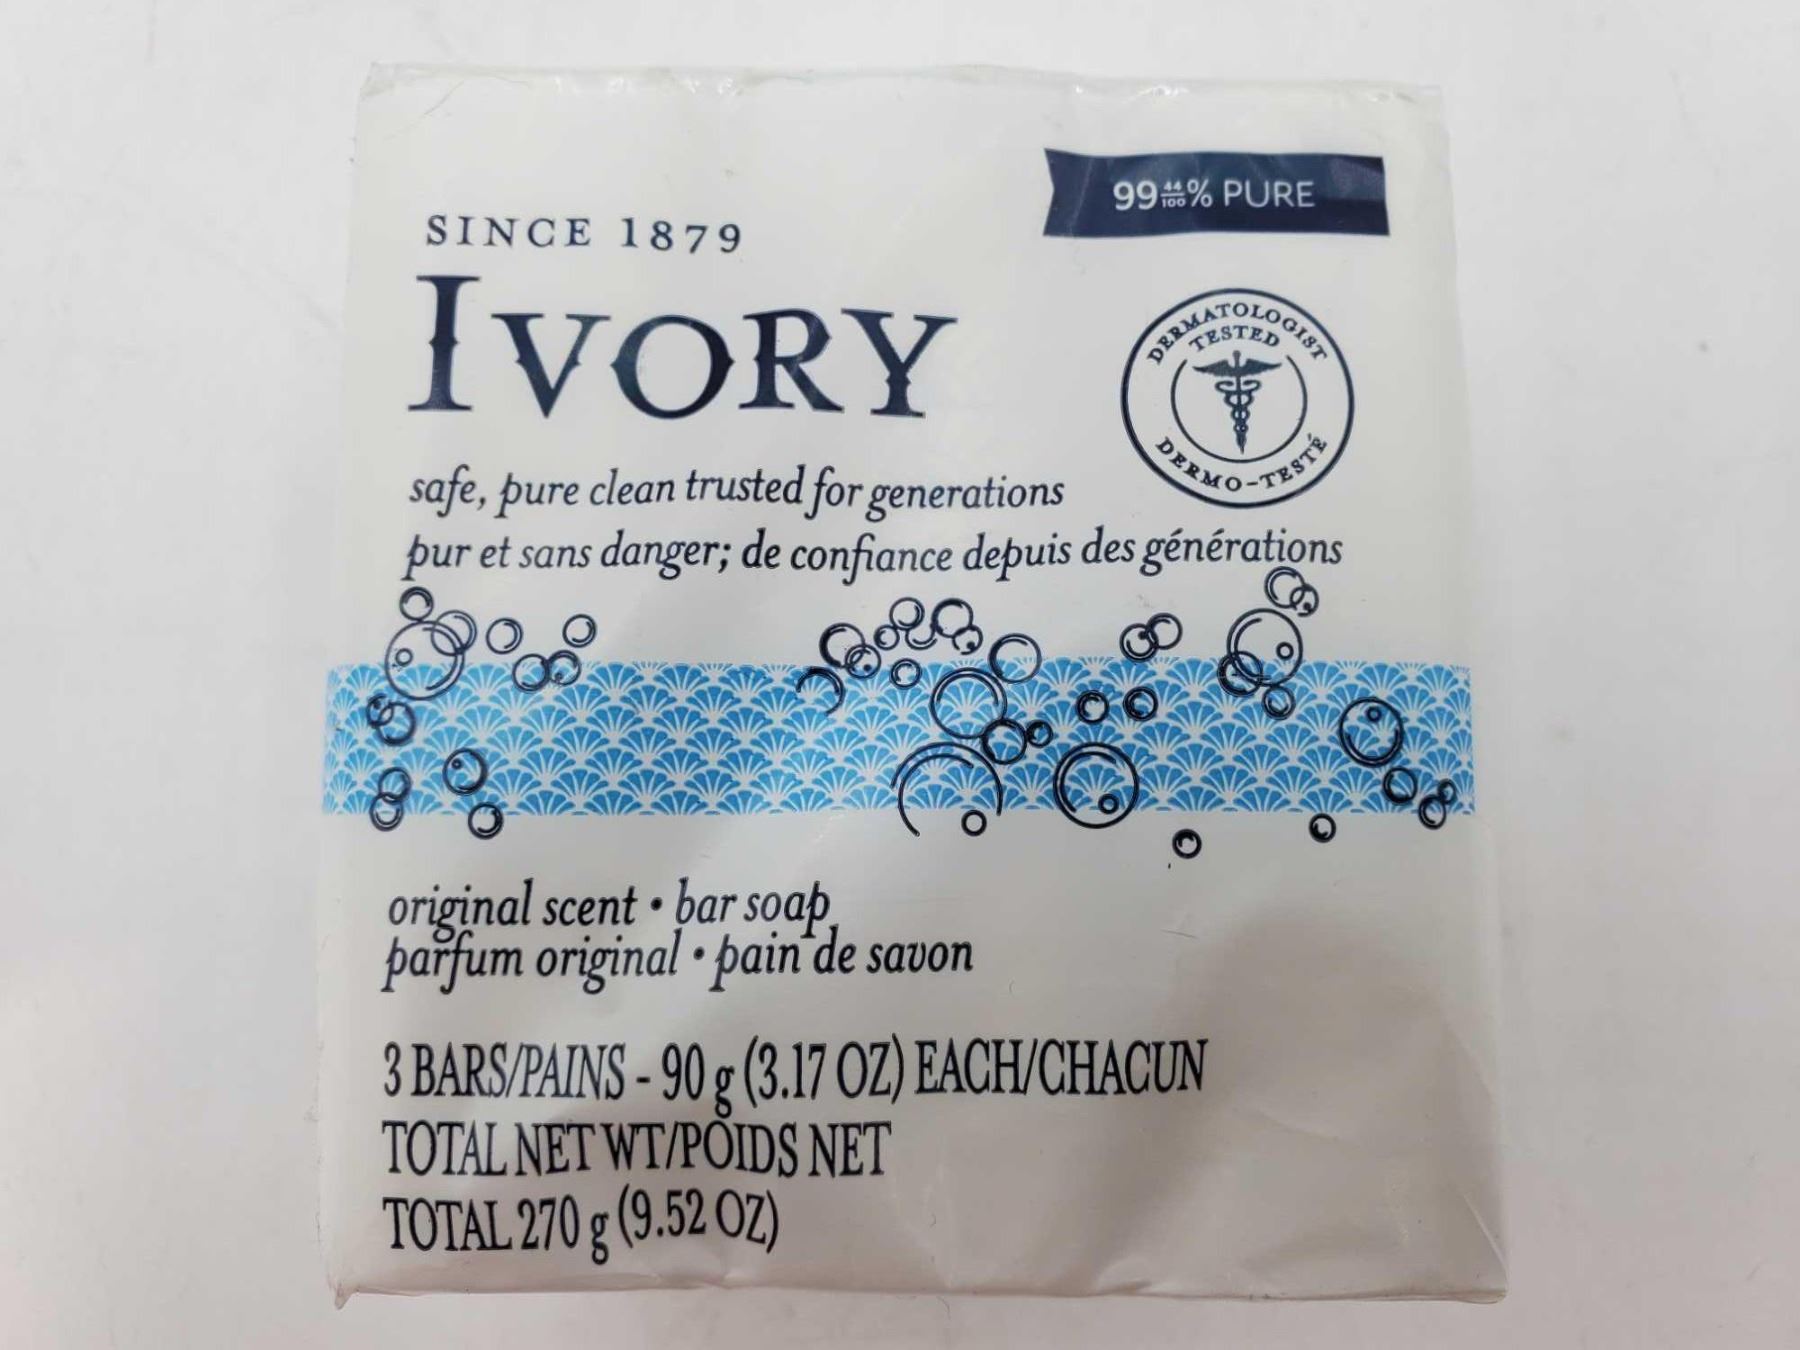 99 44/100% PURE
SINCE 1879
IVORY
DERMATOLOGIST
TESTED
DERMO-TESTÉ
safe, pure clean trusted for generations
pur et sans danger; de confiance depuis des générations
original scent • bar soap
parfum original • pain de savon
3 BARS/PAINS - 90 g (3.17 OZ) EACH/CHACUN
TOTAL NET WT/POIDS NET
TOTAL 270 g (9.52 OZ)